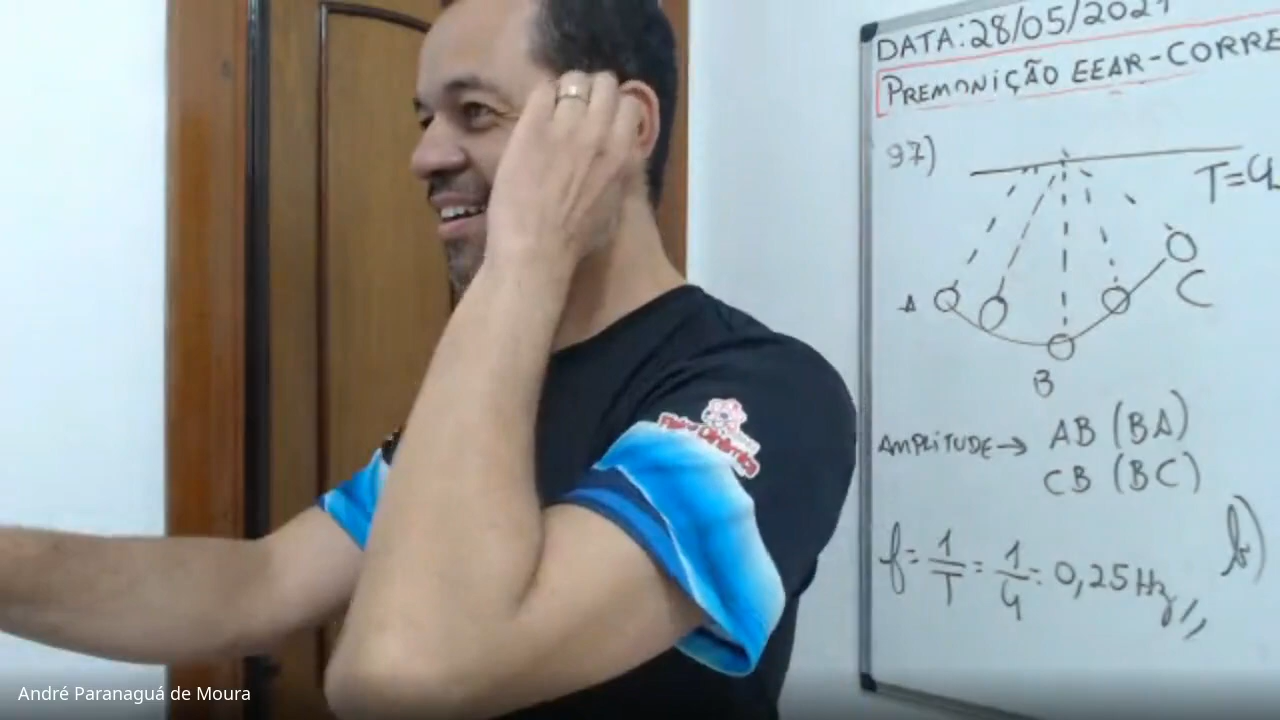 DATA: 28/05/2021
PREMONIÇÃO EEAR-CORRE
97)
T=4
A
C
B
AMPLITUDE → AB (BA)
CB (BC)
f = 1/T = 1/4 = 0,25 Hz //
b)
André Paranaguá de Moura